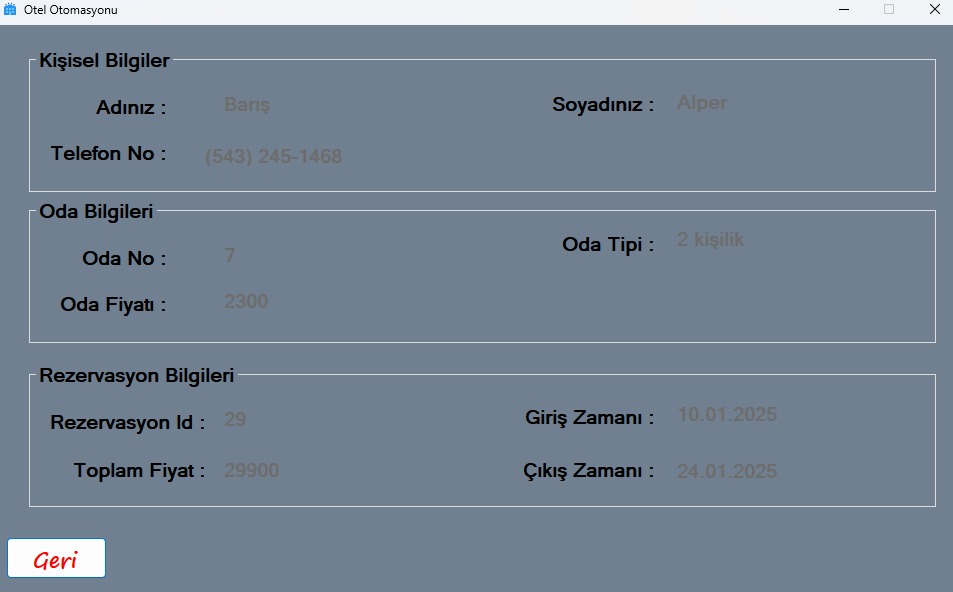 Otel Otomasyonu
Kişisel Bilgiler
Adınız : Barış Soyadınız : Alper
Telefon No : (543) 245-1468
Oda Bilgileri
Oda No : 7 Oda Tipi : 2 kişilik
Oda Fiyatı : 2300
Rezervasyon Bilgileri
Rezervasyon Id : 29 Giriş Zamanı : 10.01.2025
Toplam Fiyat : 29900 Çıkış Zamanı : 24.01.2025
Geri